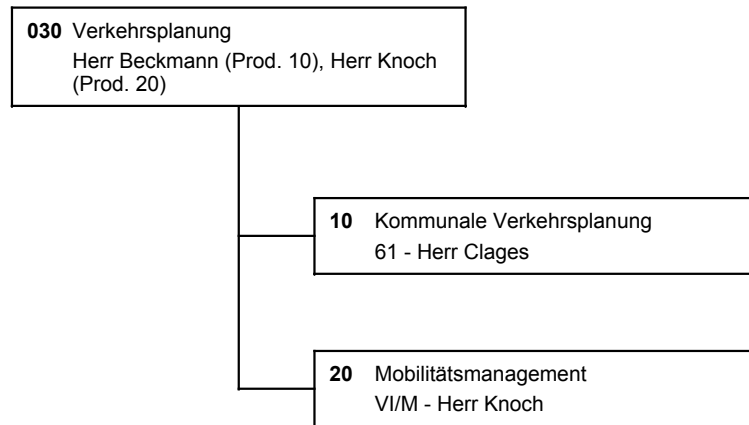 030 Verkehrsplanung
Herr Beckmann (Prod. 10), Herr Knoch
(Prod. 20)
10 Kommunale Verkehrsplanung
61 - Herr Clages
20 Mobilitätsmanagement
VI/M - Herr Knoch